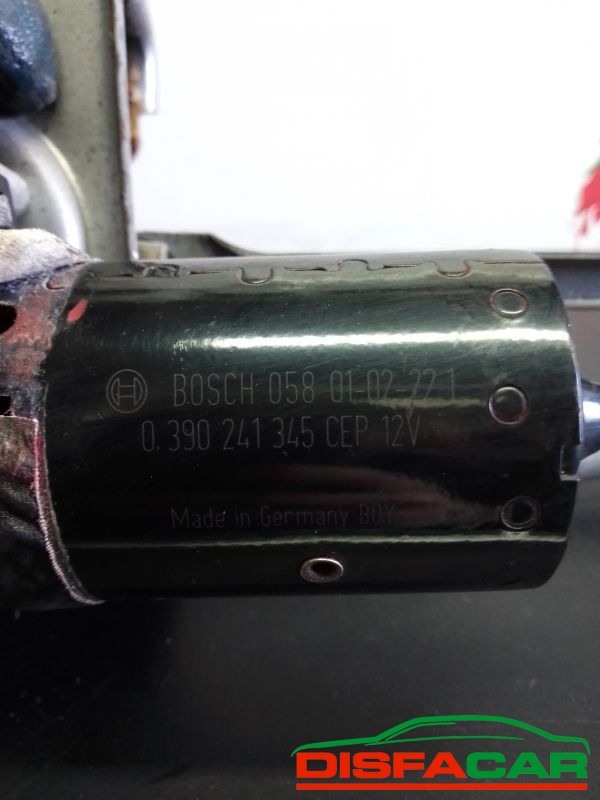 BOSCH 058 01-02-22 1
0.390 241 345 CEP 12V
Made in Germany BOY
DISFACAR